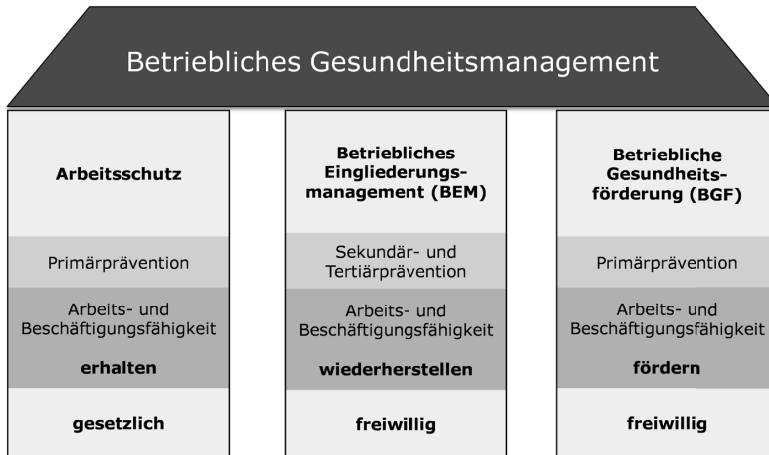 Betriebliches Gesundheitsmanagement
Arbeitsschutz
Primärprävention
Arbeits- und
Beschäftigungsfähigkeit
erhalten
gesetzlich
Betriebliches
Eingliederungs-
management (BEM)
Sekundär- und
Tertiärprävention
Arbeits- und
Beschäftigungsfähigkeit
wiederherstellen
freiwillig
Betriebliche
Gesundheits-
förderung (BGF)
Primärprävention
Arbeits- und
Beschäftigungsfähigkeit
fördern
freiwillig